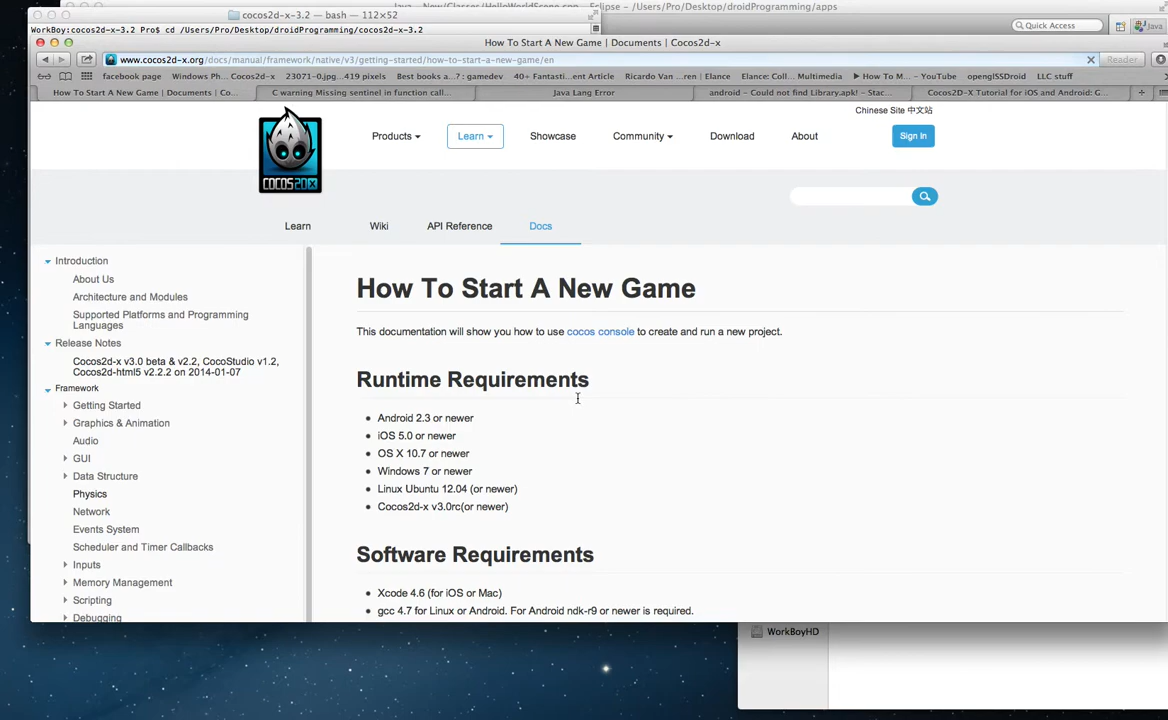 New/Classes/HelloWorldScene.cpp - Eclipse - /Users/Pro/Desktop/droidProgramming/apps
cocos2d-x-3.2 — bash — 112×52
WorkBoy:cocos2d-x-3.2 Pro$ cd /Users/Pro/Desktop/droidProgramming/cocos2d-x-3.2
Quick Access
Java
How To Start A New Game | Documents | Cocos2d-x
www.cocos2d-x.org/docs/manual/framework/native/v3/getting-started/how-to-start-a-new-game/en
Reader
facebook page Windows Ph... Cocos2d-x 23071-0.jpg...419 pixels Best books a...? : gamedev 40+ Fantasti...ent Article Ricardo Van ...ren | Elance Elance: Coll... Multimedia ▶ How To M... – YouTube openglSSDroid LLC stuff
How To Start A New Game | Documents | Co... C warning Missing sentinel in function call... Java Lang Error android – Could not find Library.apk! – Stac... Cocos2D-X Tutorial for iOS and Android: G...
Chinese Site 中文站
Products Learn Showcase Community Download About Sign In
COCOS2DX
Learn Wiki API Reference Docs
Introduction
About Us
Architecture and Modules
Supported Platforms and Programming
Languages
Release Notes
Cocos2d-x v3.0 beta & v2.2, CocoStudio v1.2,
Cocos2d-html5 v2.2.2 on 2014-01-07
Framework
Getting Started
Graphics & Animation
Audio
GUI
Data Structure
Physics
Network
Events System
Scheduler and Timer Callbacks
Inputs
Memory Management
Scripting
Debugging
How To Start A New Game
This documentation will show you how to use cocos console to create and run a new project.
Runtime Requirements
Android 2.3 or newer
iOS 5.0 or newer
OS X 10.7 or newer
Windows 7 or newer
Linux Ubuntu 12.04 (or newer)
Cocos2d-x v3.0rc(or newer)
Software Requirements
Xcode 4.6 (for iOS or Mac)
gcc 4.7 for Linux or Android. For Android ndk-r9 or newer is required.
WorkBoyHD